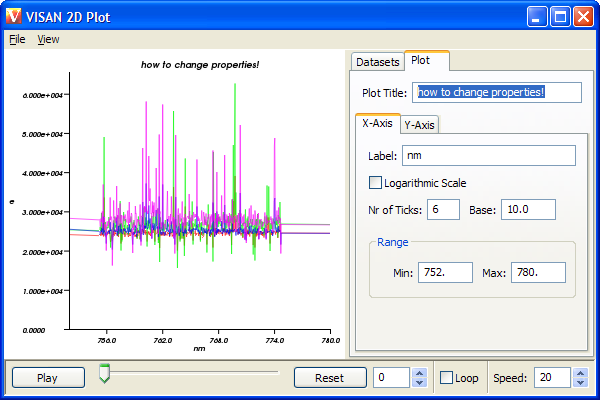 VISAN 2D Plot
File View
how to change properties!
6.000e+004
5.000e+004
4.000e+004
e
3.000e+004
2.000e+004
1.000e+004
0.0000
756.0 762.0 768.0 774.0 780.0
nm
Datasets Plot
Plot Title: how to change properties!
X-Axis Y-Axis
Label: nm
Logarithmic Scale
Nr of Ticks: 6 Base: 10.0
Range
Min: 752. Max: 780.
Play Reset 0 Loop Speed: 20